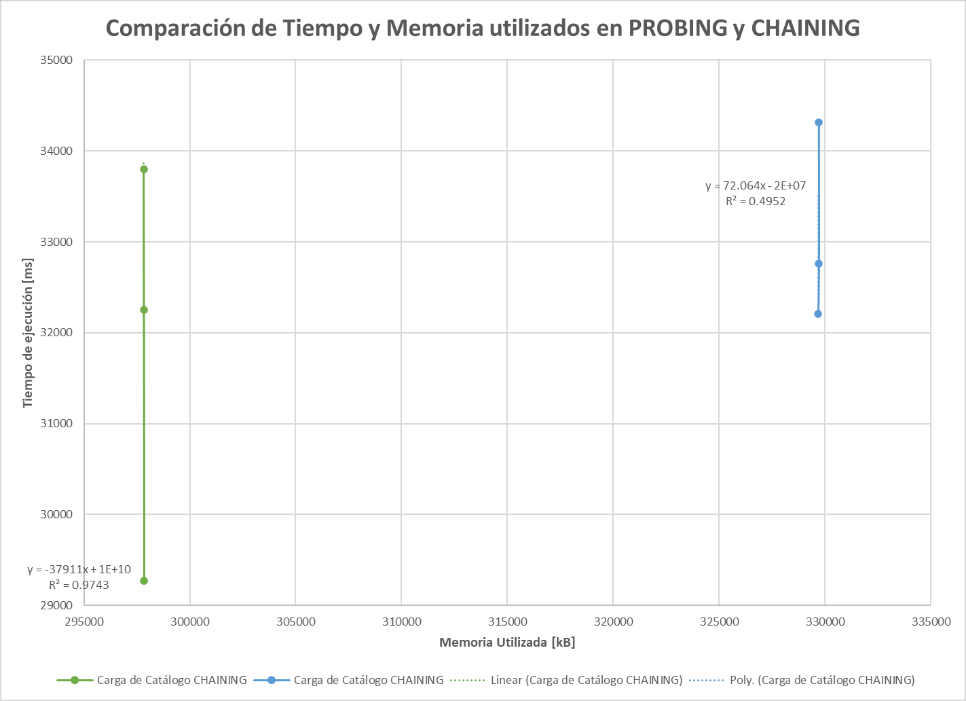 Comparación de Tiempo y Memoria utilizados en PROBING y CHAINING
35000
34000
33000
32000
31000
30000
29000
Tiempo de ejecución [ms]
y = 72.064x - 2E+07
R² = 0.4952
y = -37911x + 1E+10
R² = 0.9743
295000 300000 305000 310000 315000 320000 325000 330000 335000
Memoria Utilizada [kB]
Carga de Catálogo CHAINING Carga de Catálogo CHAINING Linear (Carga de Catálogo CHAINING) Poly. (Carga de Catálogo CHAINING)